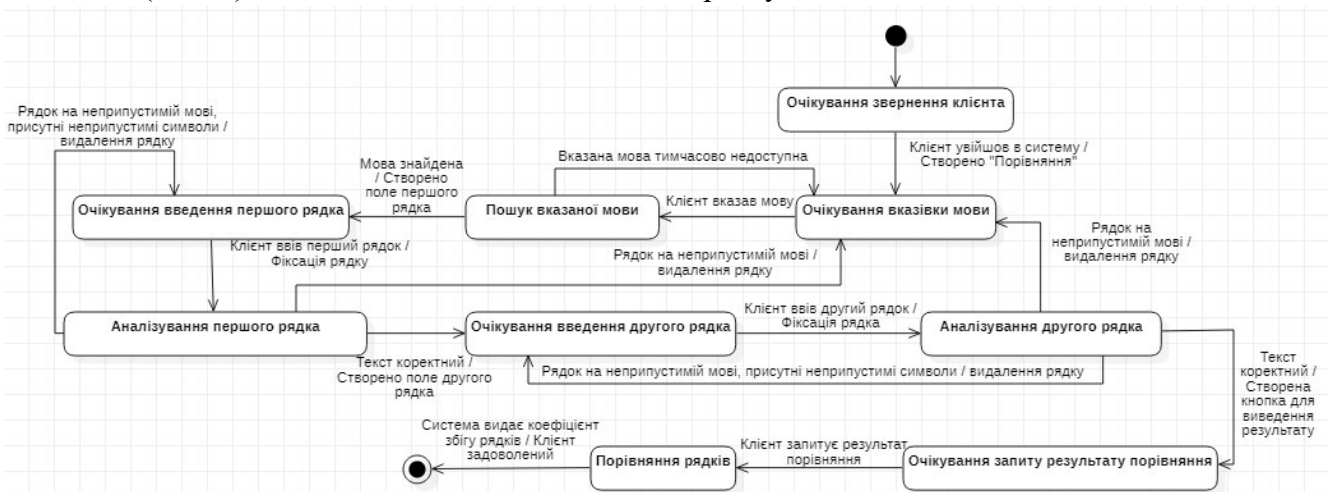 Очікування звернення клієнта
Рядок на неприпустимій мові,
присутні неприпустимі символи /
видалення рядку
Клієнт увійшов в систему /
Створено "Порівняння"
Мова знайдена
/ Створено
поле першого
рядка
Вказана мова тимчасово недоступна
Очікування введення першого рядка
Пошук вказаної мови
Клієнт вказав мову
Очікування вказівки мови
Рядок на
неприпустимій мові /
видалення рядку
Клієнт ввів перший рядок /
Фіксація рядку
Рядок на неприпустимій мові /
видалення рядку
Аналізування першого рядка
Очікування введення другого рядка
Клієнт ввів другий рядок /
Фіксація рядка
Аналізування другого рядка
Текст коректний /
Створено поле другого
рядка
Рядок на неприпустимій мові, присутні неприпустимі символи / видалення рядку
Текст
коректний /
Створена
кнопка для
виведення
результату
Система видає коефіцієнт
збігу рядків / Клієнт
задоволений
Порівняння рядків
Клієнт запитує результат
порівняння
Очікування запиту результату порівняння